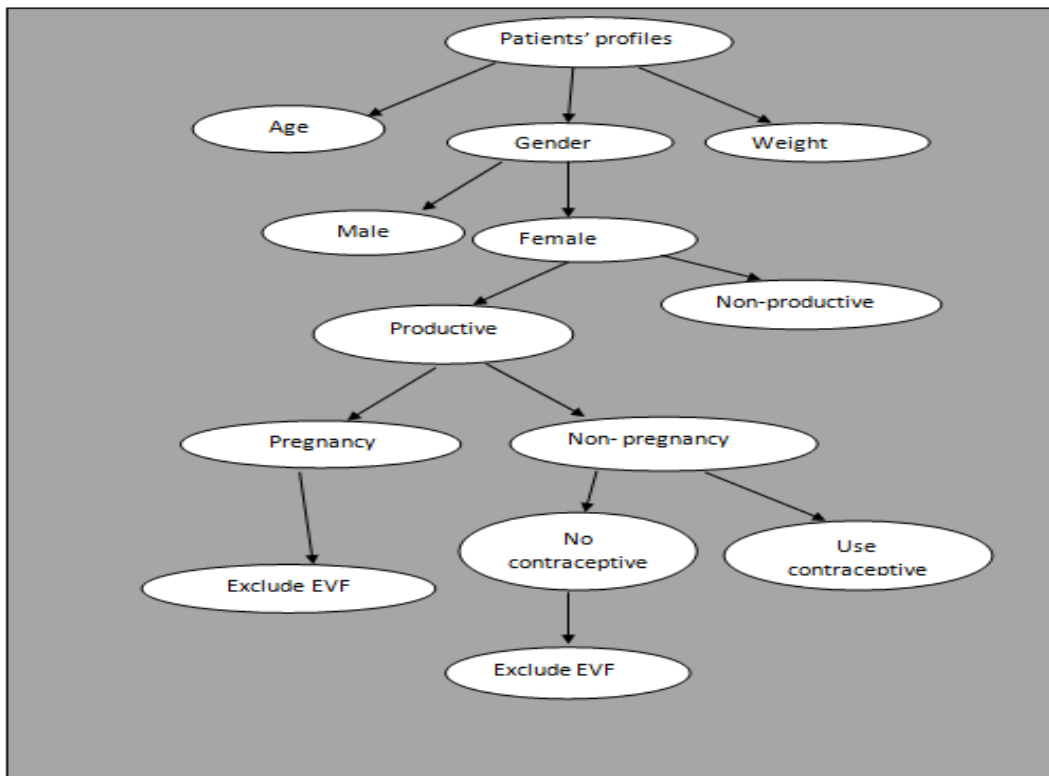 Patients’ profiles
Age
Gender
Weight
Male
Female
Non-productive
Productive
Pregnancy
Non- pregnancy
No
contraceptive
Use
contraceptive
Exclude EVF
Exclude EVF